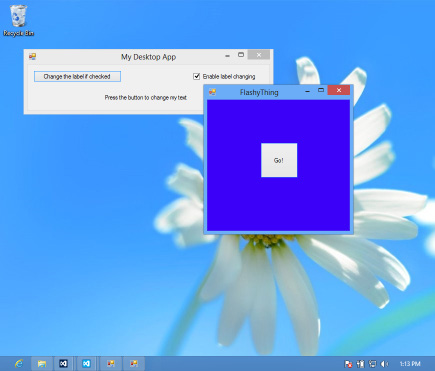 Recycle Bin
My Desktop App
Change the label if checked
Enable label changing
Press the button to change my text
FlashyThing
Go!
1:13 PM